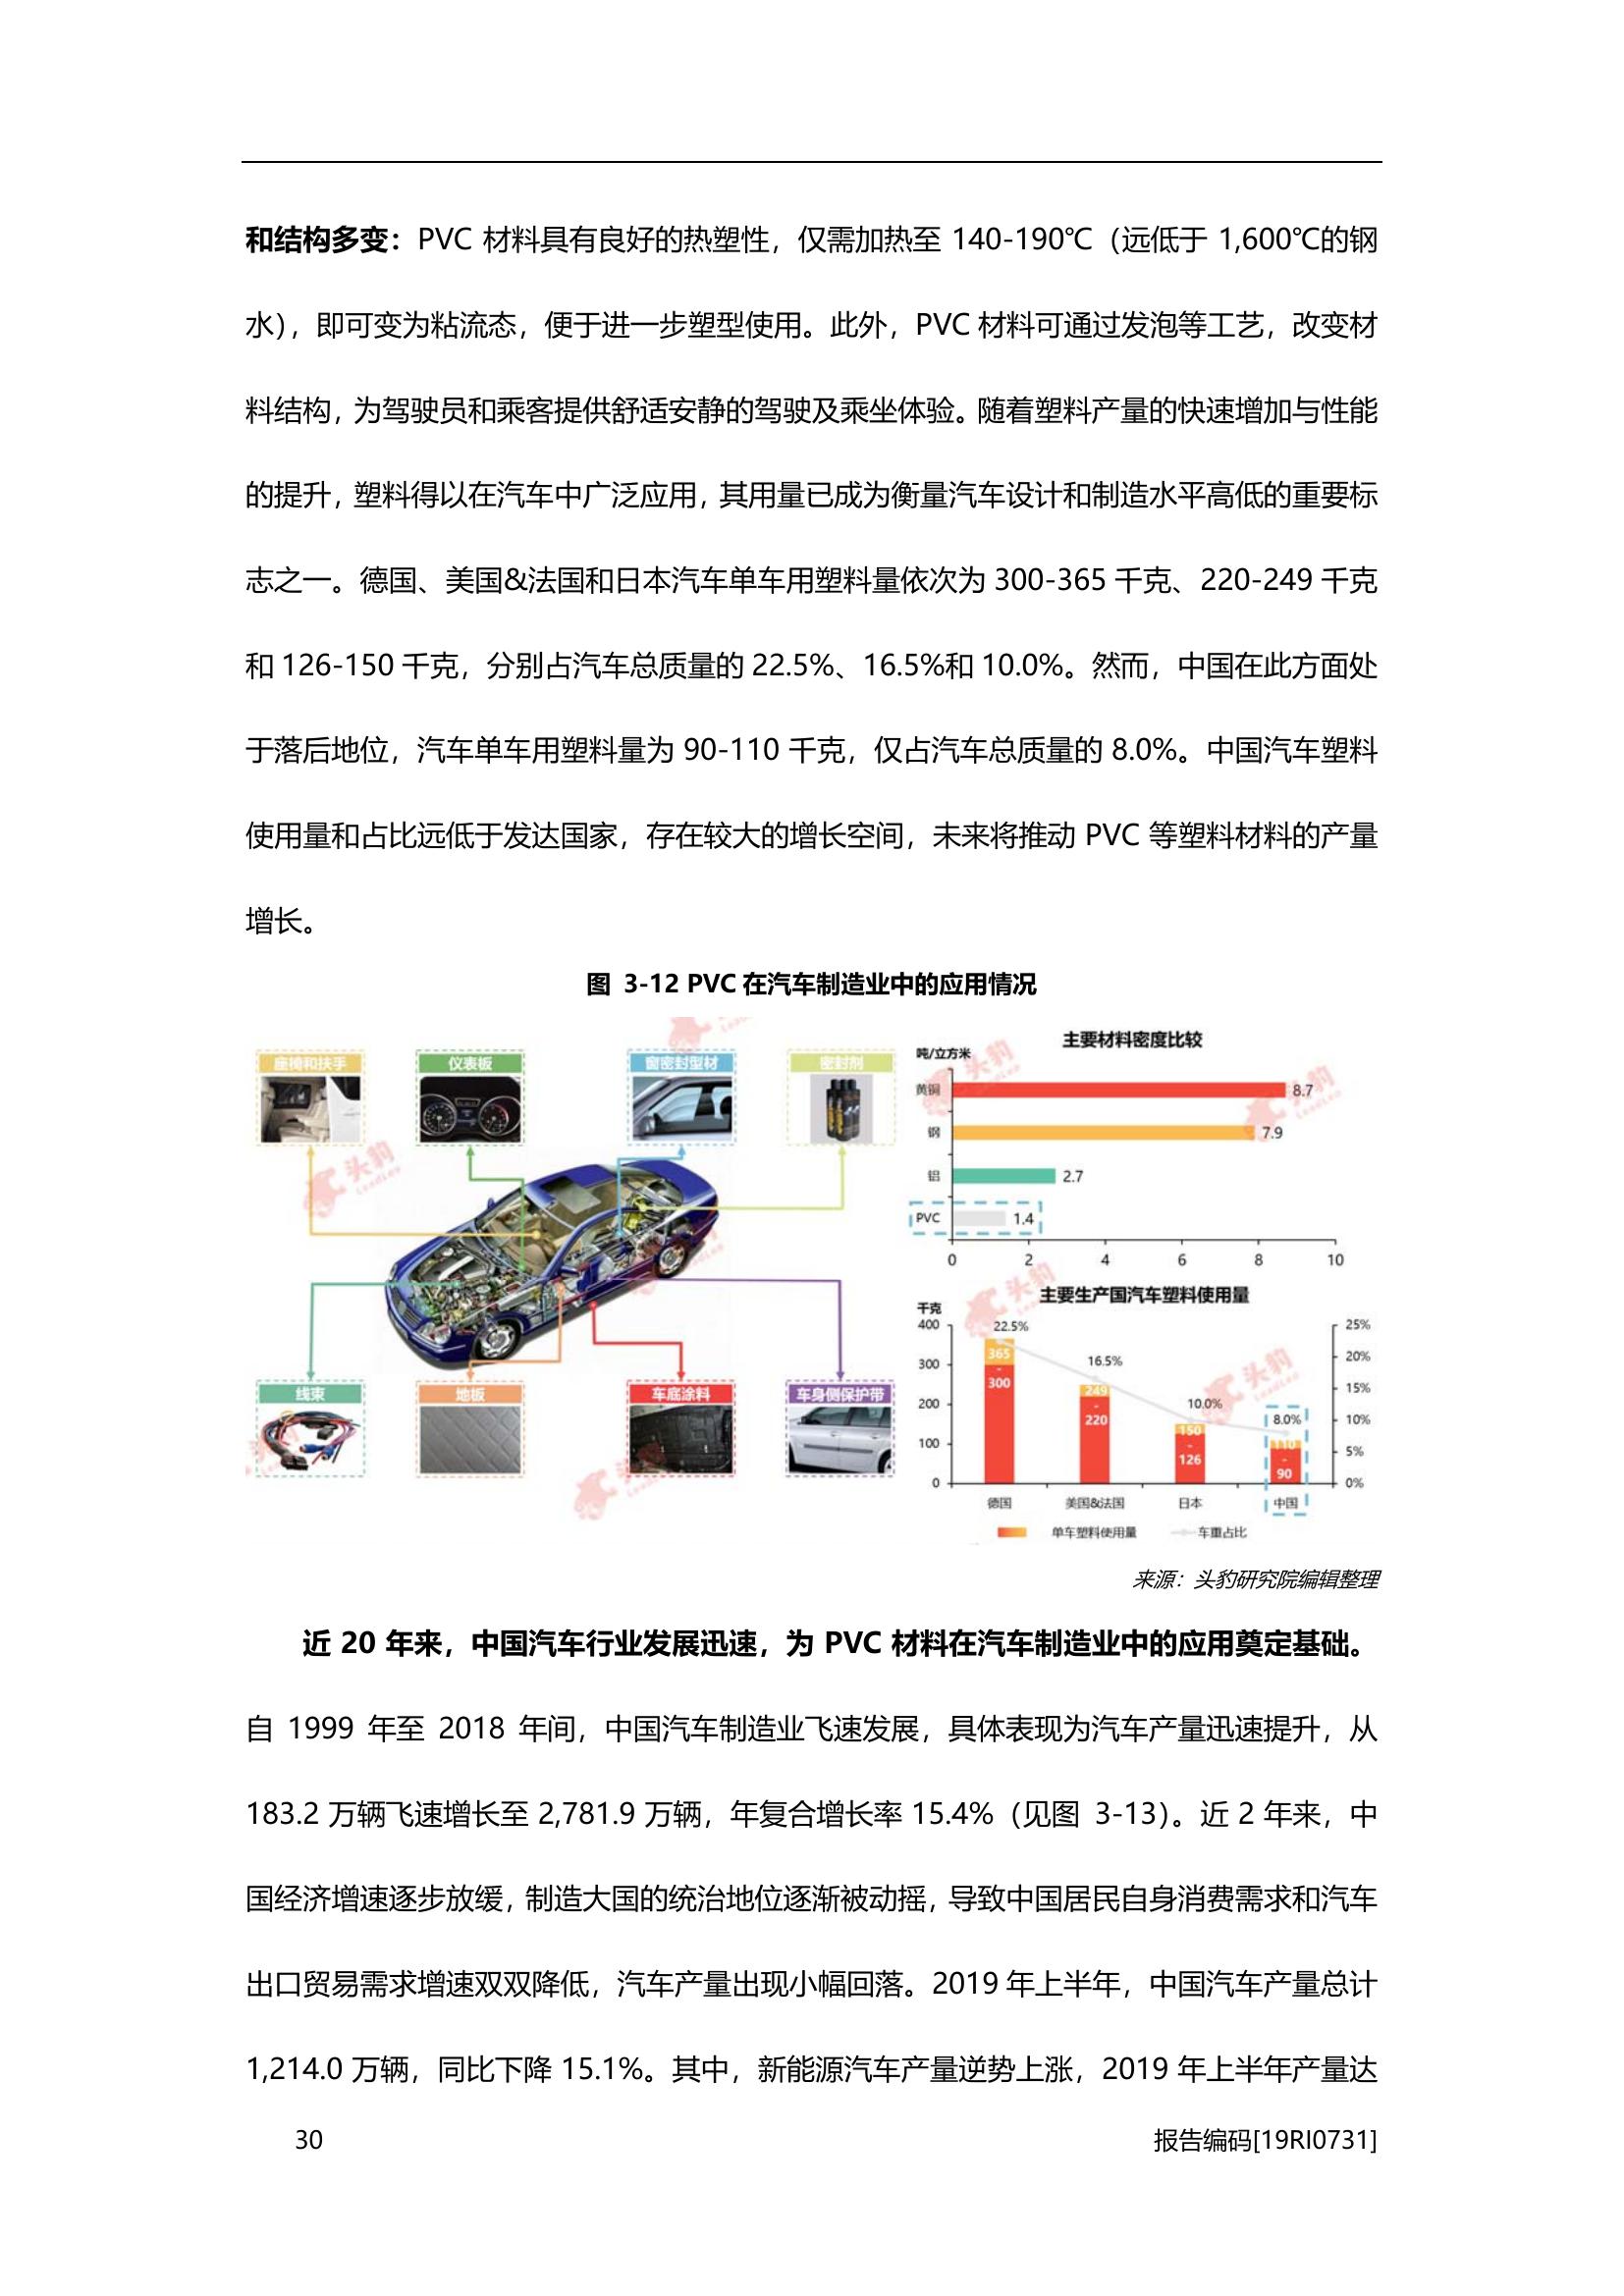 和结构多变：PVC 材料具有良好的热塑性，仅需加热至 140-190℃（远低于 1,600℃的钢
水），即可变为粘流态，便于进一步塑型使用。此外，PVC 材料可通过发泡等工艺，改变材
料结构，为驾驶员和乘客提供舒适安静的驾驶及乘坐体验。随着塑料产量的快速增加与性能
的提升，塑料得以在汽车中广泛应用，其用量已成为衡量汽车设计和制造水平高低的重要标
志之一。德国、美国&法国和日本汽车单车用塑料量依次为 300-365 千克、220-249 千克
和 126-150 千克，分别占汽车总质量的 22.5%、16.5%和 10.0%。然而，中国在此方面处
于落后地位，汽车单车用塑料量为 90-110 千克，仅占汽车总质量的 8.0%。中国汽车塑料
使用量和占比远低于发达国家，存在较大的增长空间，未来将推动 PVC 等塑料材料的产量
增长。
图 3-12 PVC 在汽车制造业中的应用情况
座椅和扶手
仪表板
窗密封型材
密封剂
线束
地板
车底涂料
车身侧保护带
主要材料密度比较
吨/立方米
黄铜 8.7
钢 7.9
铝 2.7
PVC 1.4
0 2 4 6 8 10
主要生产国汽车塑料使用量
千克
400 300 200 100 0
25% 20% 15% 10% 5% 0%
22.5% 16.5% 10.0% 8.0%
365 - 300
249 - 220
150 - 126
110 - 90
德国 美国&法国 日本 中国
单车塑料使用量 车重占比
头豹
LeadLeo
来源：头豹研究院编辑整理
近 20 年来，中国汽车行业发展迅速，为 PVC 材料在汽车制造业中的应用奠定基础。
自 1999 年至 2018 年间，中国汽车制造业飞速发展，具体表现为汽车产量迅速提升，从
183.2 万辆飞速增长至 2,781.9 万辆，年复合增长率 15.4%（见图 3-13）。近 2 年来，中
国经济增速逐步放缓，制造大国的统治地位逐渐被动摇，导致中国居民自身消费需求和汽车
出口贸易需求增速双双降低，汽车产量出现小幅回落。2019 年上半年，中国汽车产量总计
1,214.0 万辆，同比下降 15.1%。其中，新能源汽车产量逆势上涨，2019 年上半年产量达
30
报告编码[19RI0731]